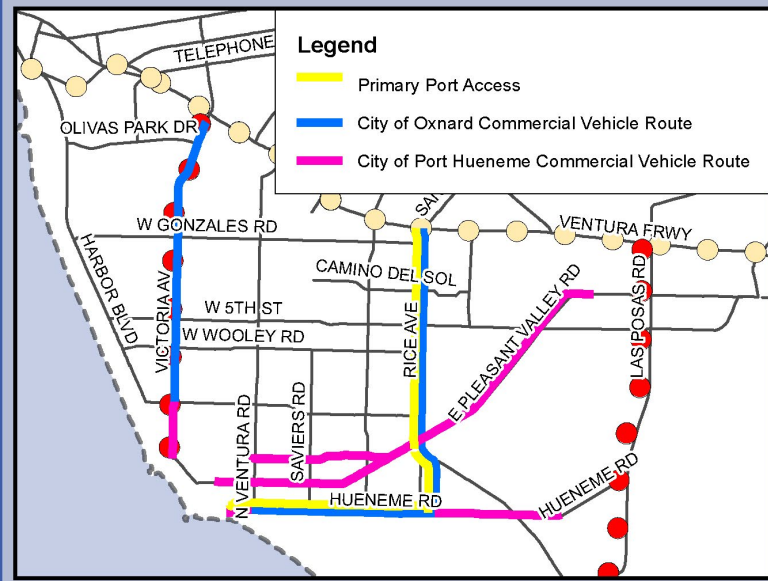 Legend
Primary Port Access
City of Oxnard Commercial Vehicle Route
City of Port Hueneme Commercial Vehicle Route
TELEPHONE
OLIVAS PARK DR
SAN
W GONZALES RD
VENTURA FRWY
HARBOR BLVD
CAMINO DEL SOL
LAS POSAS RD
VICTORIA AV
W 5TH ST
RICE AVE
E PLEASANT VALLEY RD
W WOOLEY RD
N VENTURA RD
SAVIERS RD
HUENEME RD
HUENEME RD